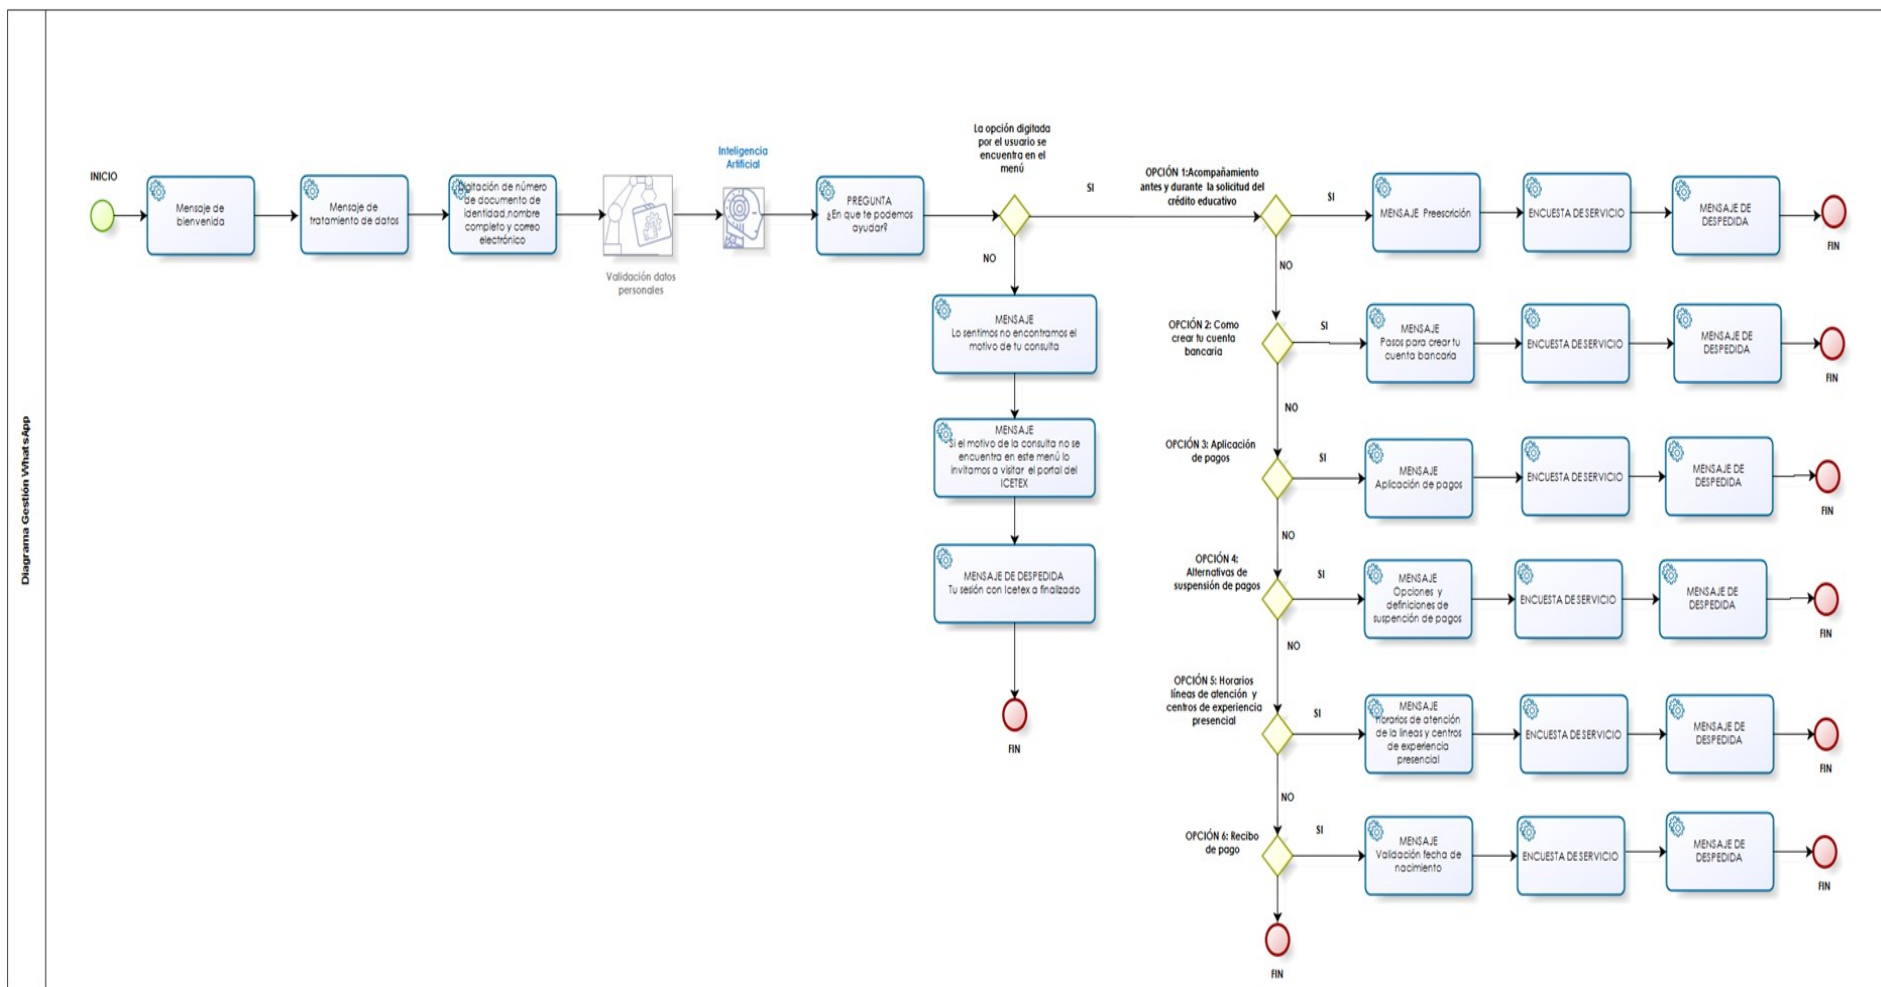 Diagrama Gestión WhatsApp
INICIO
Mensaje de
bienvenida
Mensaje de
tratamiento de datos
Digitación de número
de documento de
identidad,nombre
completo y correo
electrónico
Validación datos
personales
Inteligencia
Artificial
PREGUNTA
¿En que te podemos
ayudar?
La opción digitada
por el usuario se
encuentra en el
menú
SI
NO
MENSAJE
Lo sentimos no encontramos el
motivo de tu consulta
MENSAJE
Si el motivo de la consulta no se
encuentra en este menú lo
invitamos a visitar el portal del
ICETEX
MENSAJE DE DESPEDIDA
Tu sesión con Icetex a finalizado
FIN
OPCIÓN 1:Acompañamiento
antes y durante la solicitud del
crédito educativo
SI
MENSAJE Preescrición
ENCUESTA DE SERVICIO
MENSAJE DE
DESPEDIDA
FIN
NO
OPCIÓN 2: Como
crear tu cuenta
bancaria
SI
MENSAJE
Pasos para crear tu
cuenta bancaria
ENCUESTA DE SERVICIO
MENSAJE DE
DESPEDIDA
FIN
NO
OPCIÓN 3: Aplicación
de pagos
SI
MENSAJE
Aplicación de pagos
ENCUESTA DE SERVICIO
MENSAJE DE
DESPEDIDA
FIN
NO
OPCIÓN 4:
Alternativas de
suspensión de pagos
SI
MENSAJE
Opciones y
definiciones de
suspención de pagos
ENCUESTA DE SERVICIO
MENSAJE DE
DESPEDIDA
FIN
NO
OPCIÓN 5: Horarios
líneas de atención y
centros de experiencia
presencial
SI
MENSAJE
Horarios de atención
de la líneas y centros
de experiencia
presencial
ENCUESTA DE SERVICIO
MENSAJE DE
DESPEDIDA
FIN
NO
OPCIÓN 6: Recibo
de pago
SI
MENSAJE
Validación fecha de
nacimiento
ENCUESTA DE SERVICIO
MENSAJE DE
DESPEDIDA
FIN
FIN